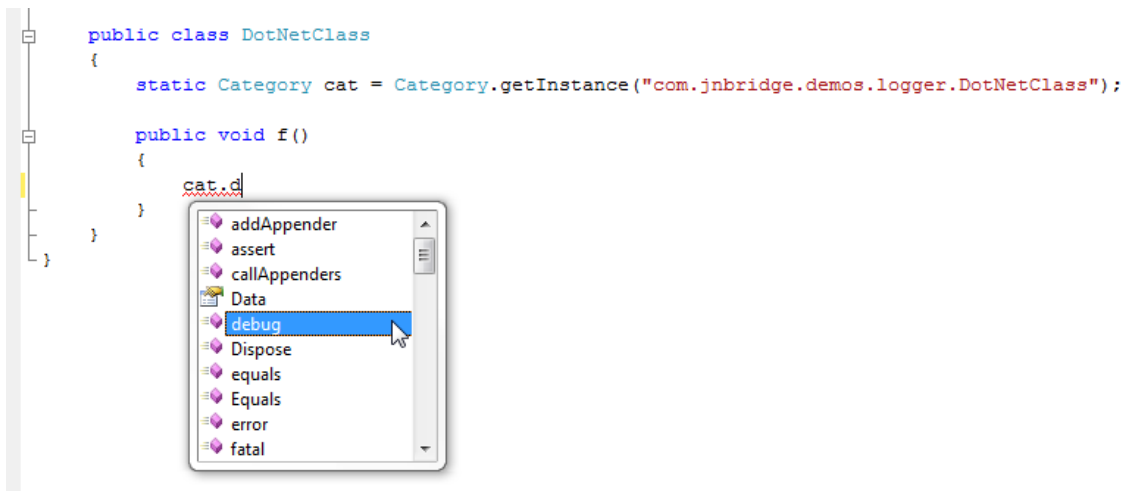 public class DotNetClass
{
static Category cat = Category.getInstance("com.jnbridge.demos.logger.DotNetClass");
public void f()
{
cat.d
}
}
}
addAppender
assert
callAppenders
Data
debug
Dispose
equals
Equals
error
fatal